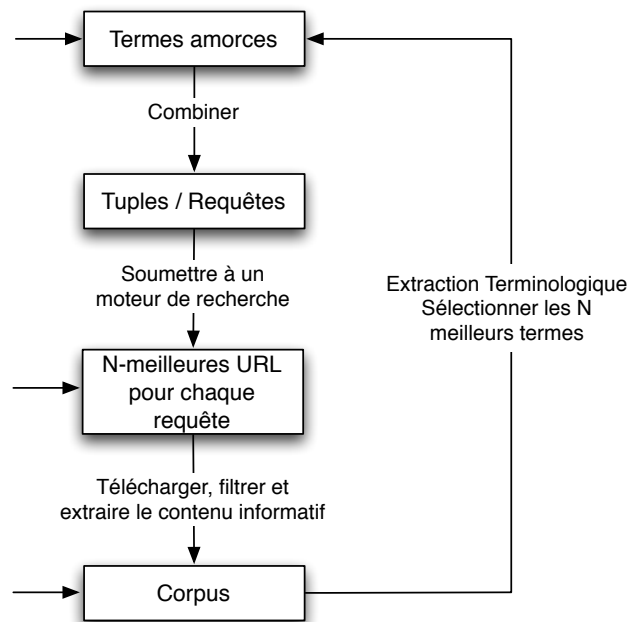 Termes amorces
Combiner
Tuples / Requêtes
Soumettre à un
moteur de recherche
Extraction Terminologique
Sélectionner les N
meilleurs termes
N-meilleures URL
pour chaque
requête
Télécharger, filtrer et
extraire le contenu informatif
Corpus